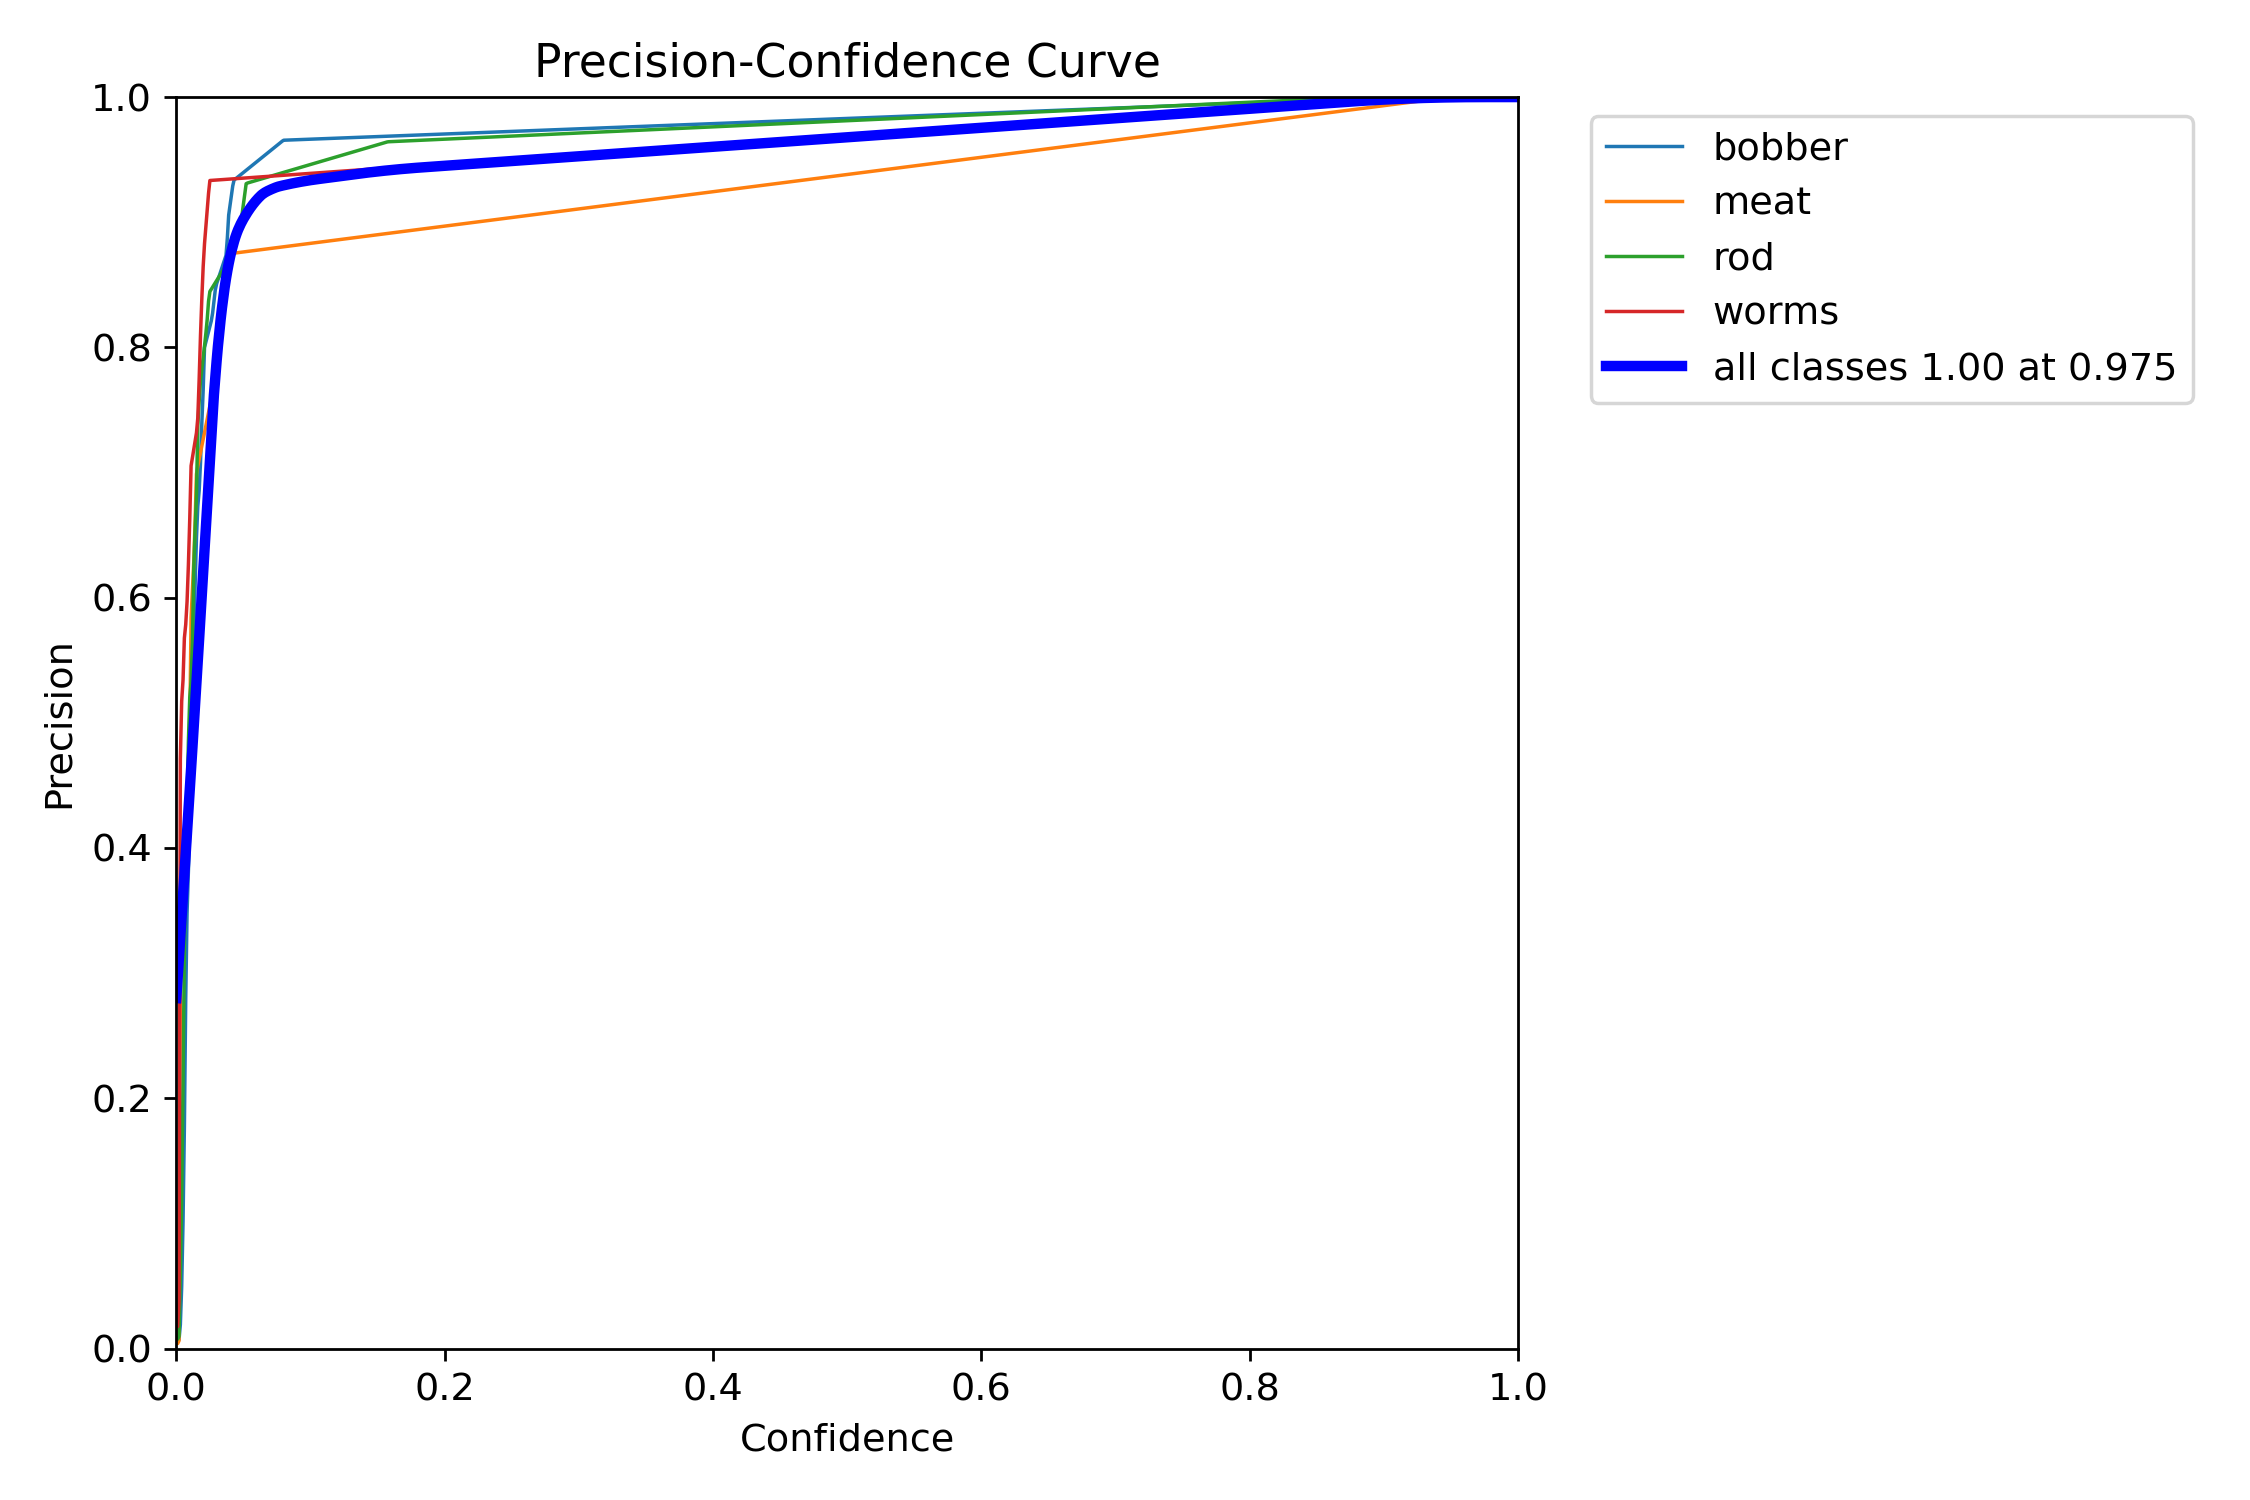 Precision-Confidence Curve
1.0
0.8
0.6
0.4
0.2
0.0
Precision
0.0 0.2 0.4 0.6 0.8 1.0
Confidence
bobber
meat
rod
worms
all classes 1.00 at 0.975